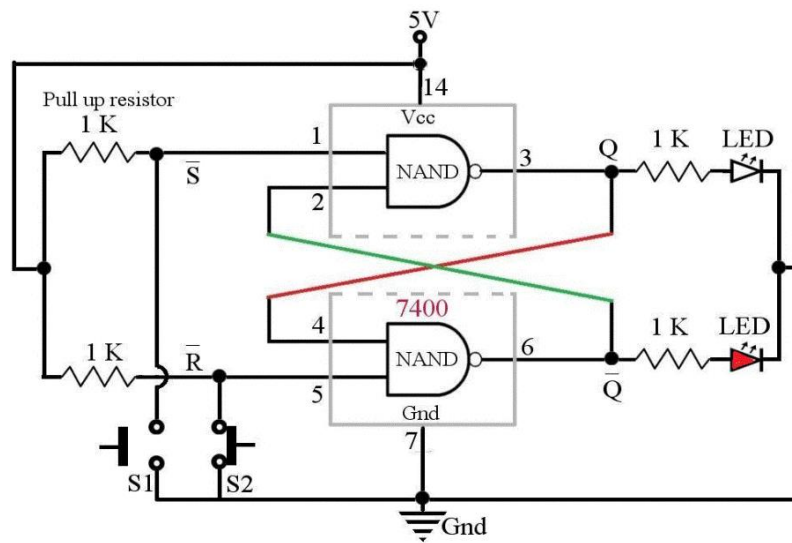 5V
14
Pull up resistor
1 K
Vcc
1
S̅
2
NAND
3
Q
1 K
LED
7400
1 K
R̅
4
5
NAND
6
Q̅
1 K
LED
Gnd
7
S1
S2
Gnd